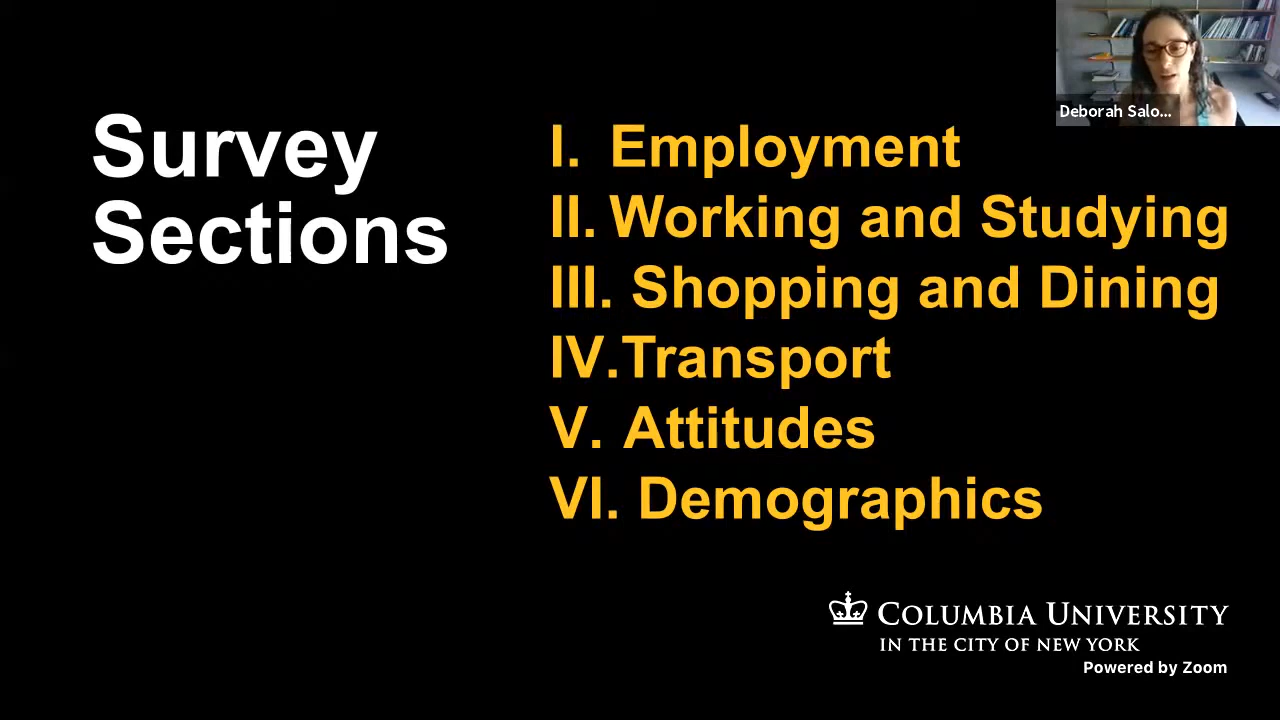 Survey
Sections
I. Employment
II. Working and Studying
III. Shopping and Dining
IV.Transport
V. Attitudes
VI. Demographics
Deborah Salo...
COLUMBIA UNIVERSITY
IN THE CITY OF NEW YORK
Powered by Zoom